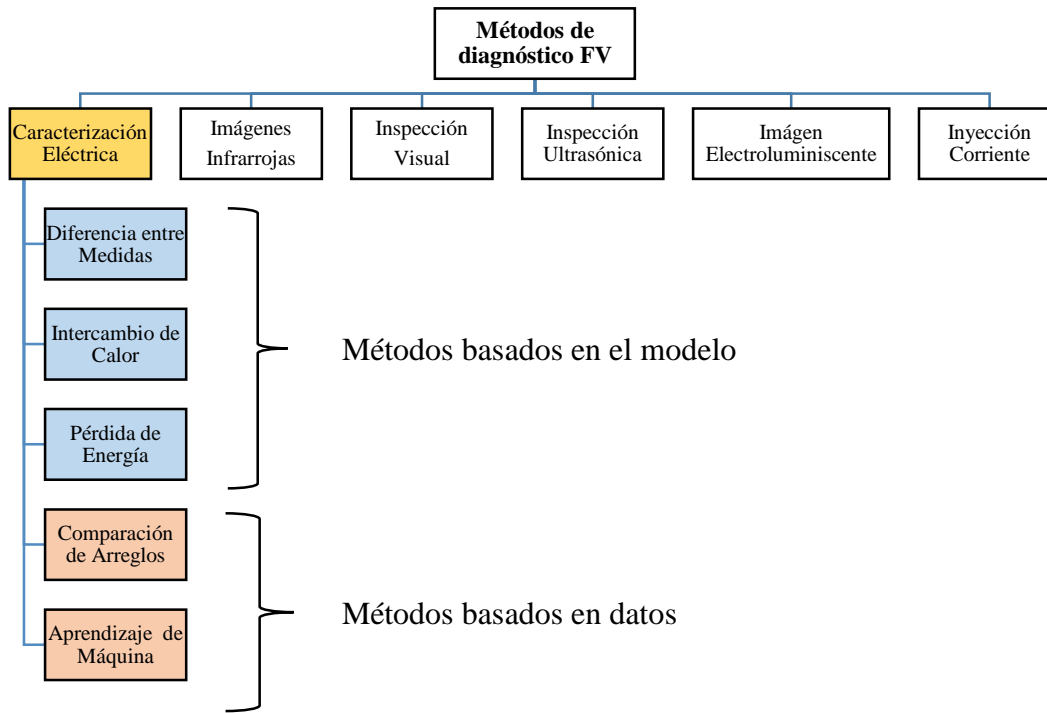 Métodos de
diagnóstico FV
Caracterización
Eléctrica
Imágenes
Infrarrojas
Inspección
Visual
Inspección
Ultrasónica
Imágen
Electroluminiscente
Inyección
Corriente
Diferencia entre
Medidas
Intercambio de
Calor
Pérdida de
Energía
Métodos basados en el modelo
Comparación
de Arreglos
Aprendizaje de
Máquina
Métodos basados en datos